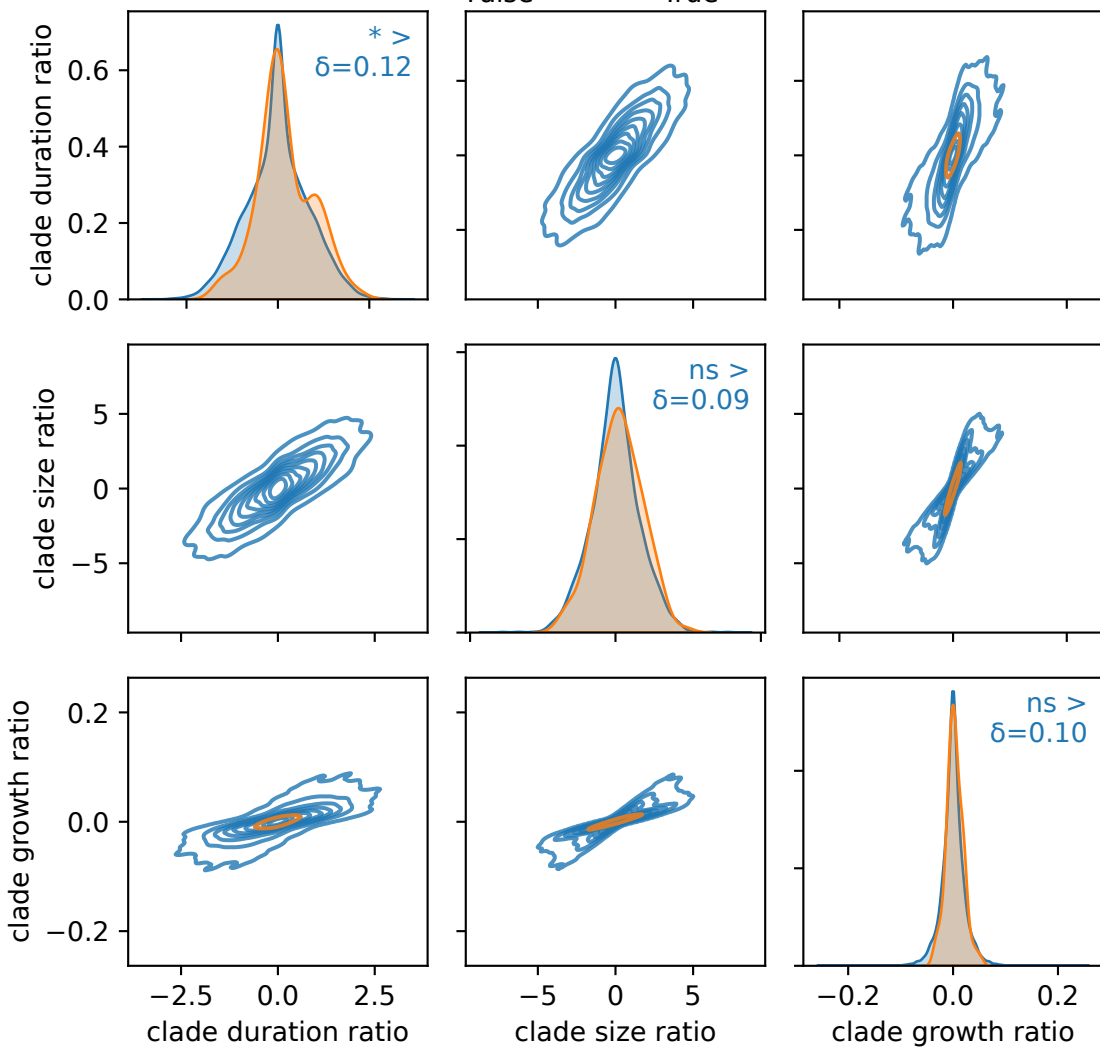 clade duration ratio
0.6
0.4
0.2
0.0
* >
δ=0.12
clade size ratio
5
0
−5
ns >
δ=0.09
clade growth ratio
0.2
0.0
−0.2
ns >
δ=0.10
−2.5 0.0 2.5
−5 0 5
−0.2 0.0 0.2
clade duration ratio
clade size ratio
clade growth ratio